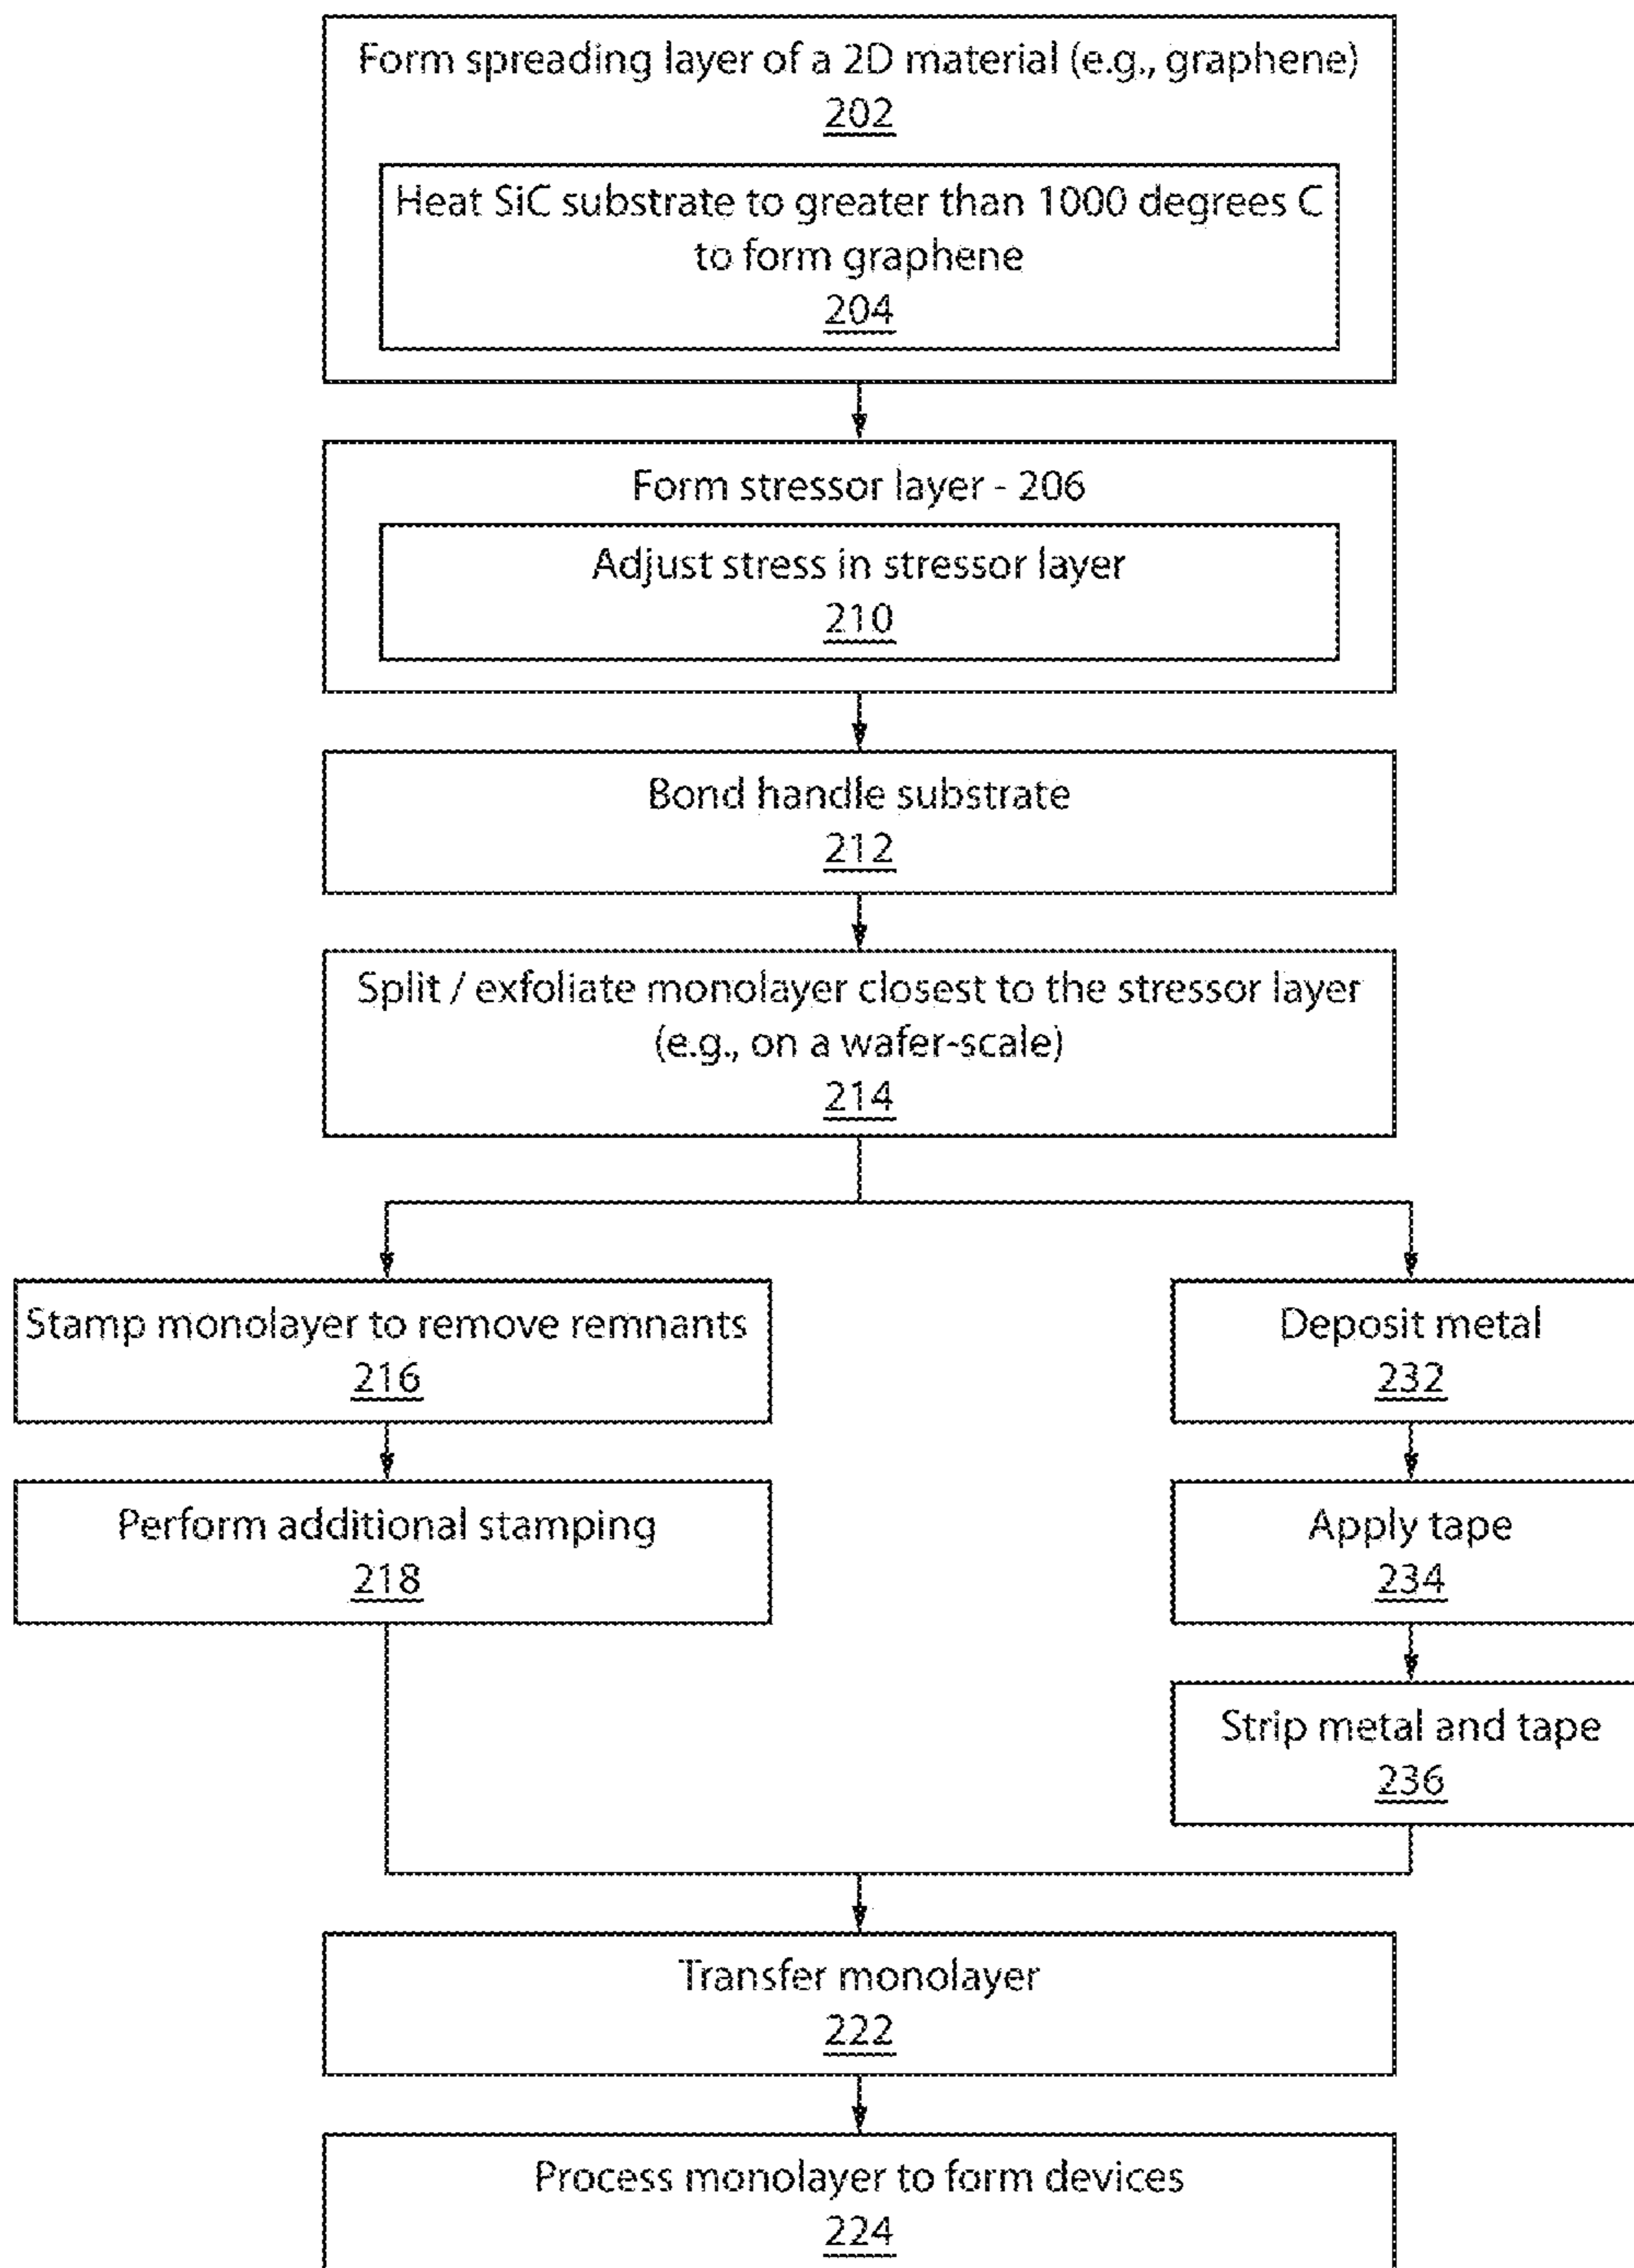 Form spreading layer of a 2D material (e.g., graphene)
202
Heat SiC substrate to greater than 1000 degrees C
to form graphene
204
Form stressor layer - 206
Adjust stress in stressor layer
210
Bond handle substrate
212
Split / exfoliate monolayer closest to the stressor layer
(e.g., on a wafer-scale)
214
Stamp monolayer to remove remnants
216
Perform additional stamping
218
Deposit metal
232
Apply tape
234
Strip metal and tape
236
Transfer monolayer
222
Process monolayer to form devices
224